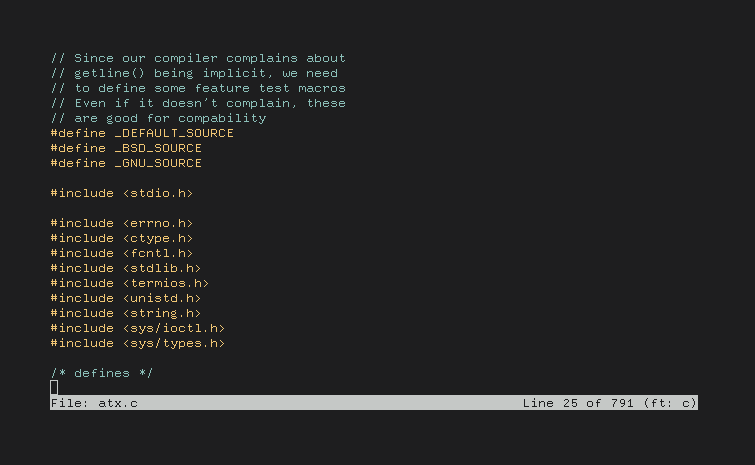 // Since our compiler complains about
// getline() being implicit, we need
// to define some feature test macros
// Even if it doesn't complain, these
// are good for compability
#define _DEFAULT_SOURCE
#define _BSD_SOURCE
#define _GNU_SOURCE
#include <stdio.h>
#include <errno.h>
#include <ctype.h>
#include <fcntl.h>
#include <stdlib.h>
#include <termios.h>
#include <unistd.h>
#include <string.h>
#include <sys/ioctl.h>
#include <sys/types.h>
/* defines */
File: atx.c Line 25 of 791 (ft: c)